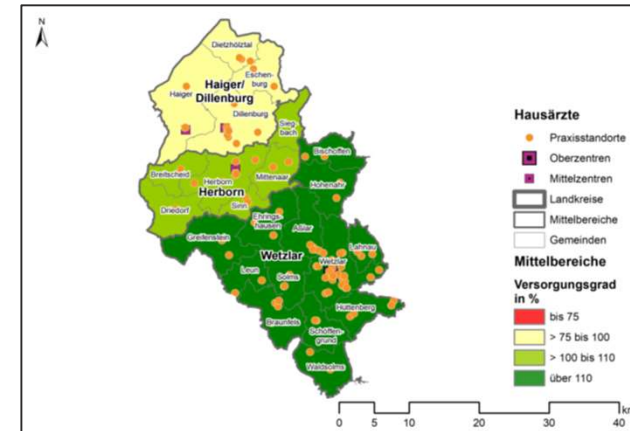 N
Dietzhölztal
Eschen-
burg
Haiger/
Dillenburg
Haiger
Dillenburg
Sieg-
bach
Bischoffen
Breitscheid
Herborn
Mittenaar
Hohenahr
Herborn
Sinn
Driedorf
Ehrings-
hausen
Aßlar
Greifenstein
Lahnau
Wetzlar
Wetzlar
Leun
Solms
Hüttenberg
Braunfels
Schöffen-
grund
Waldsolms
Hausärzte
Praxisstandorte
Oberzentren
Mittelzentren
Landkreise
Mittelbereiche
Gemeinden
Mittelbereiche
Versorgungsgrad
in %
bis 75
> 75 bis 100
> 100 bis 110
über 110
km
0 5 10 20 30 40